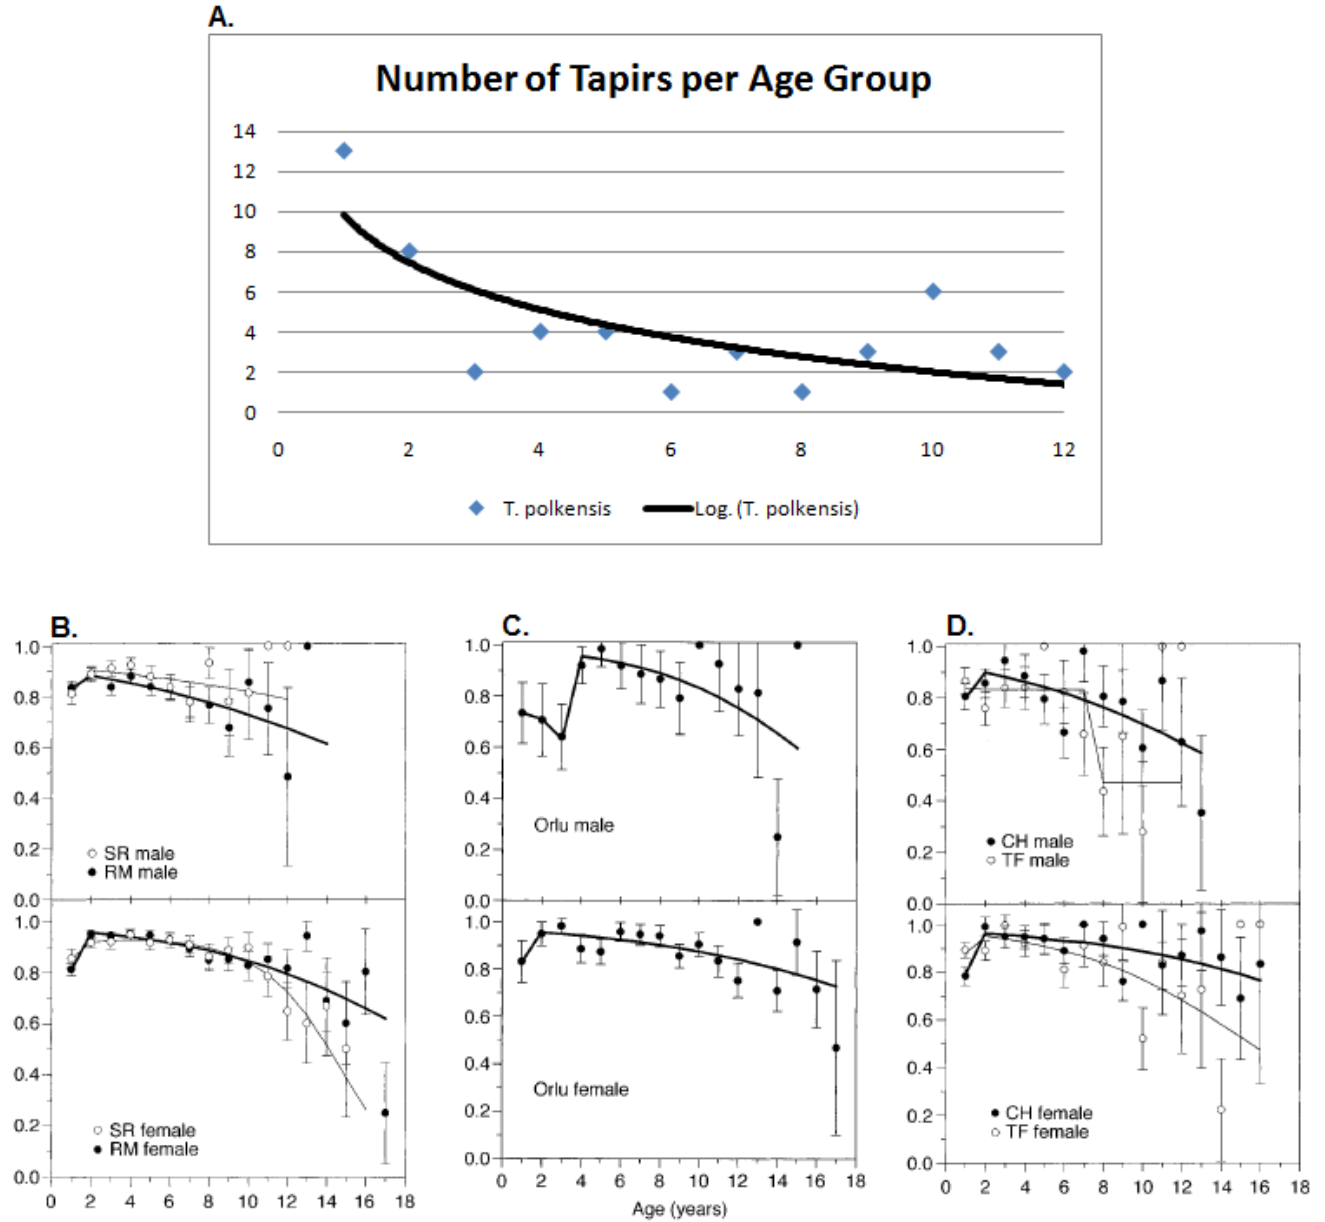 A.
Number of Tapirs per Age Group
14
12
10
8
6
4
2
0
0 2 4 6 8 10 12
T. polkensis Log. (T. polkensis)
B. C. D.
1.0
0.8
0.6
0.4
0.2
0.0
SR male
RM male
1.0
0.8
0.6
0.4
0.2
0.0
SR female
RM female
0 2 4 6 8 10 12 14 16 18
1.0
0.8
0.6
0.4
0.2
0.0
Orlu male
1.0
0.8
0.6
0.4
0.2
0.0
Orlu female
0 2 4 6 8 10 12 14 16 18
Age (years)
1.0
0.8
0.6
0.4
0.2
0.0
CH male
TF male
1.0
0.8
0.6
0.4
0.2
0.0
CH female
TF female
0 2 4 6 8 10 12 14 16 18